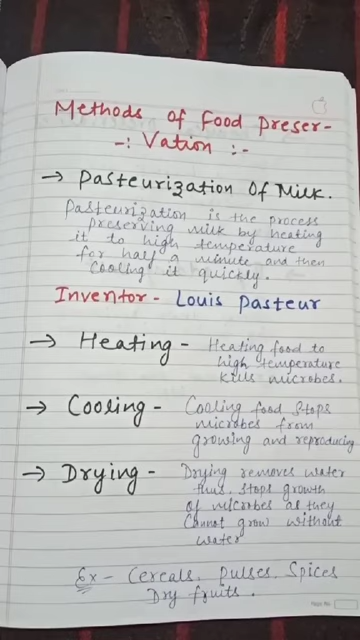 Methods of food preser-
-: Vation :-
→ Pasteurization Of Milk.
Pasteurization is the process
preserving milk by heating
it to high temperature
for half a minute and then
cooling it quickly.
Inventor - Louis Pasteur
→ Heating - Heating food to
high temperature
kills microbes.
→ Cooling - Cooling food stops
microbes from
growing and reproducing
→ Drying - Drying removes water
thus stops growth
of microbes as they
cannot grow without
water
Ex - Cereals, pulses, Spices
Dry fruits.